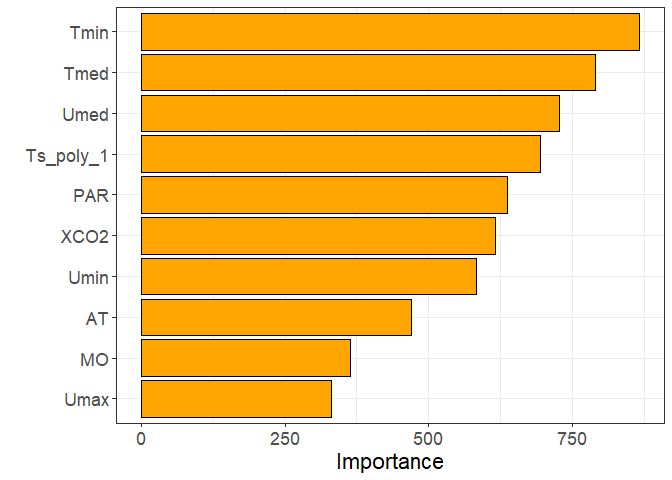 Tmin
Tmed
Umed
Ts_poly_1
PAR
XCO2
Umin
AT
MO
Umax
0 250 500 750
Importance